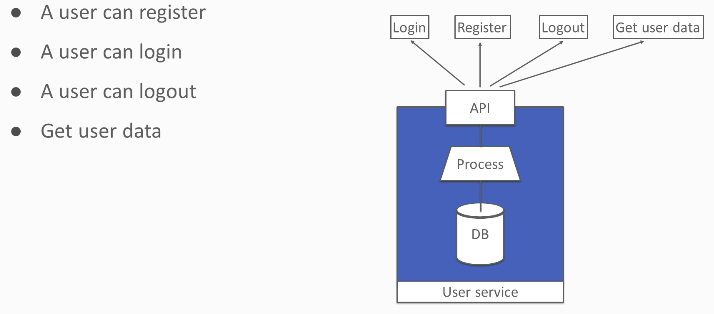 ● A user can register
● A user can login
● A user can logout
● Get user data
Login
Register
Logout
Get user data
API
Process
DB
User service